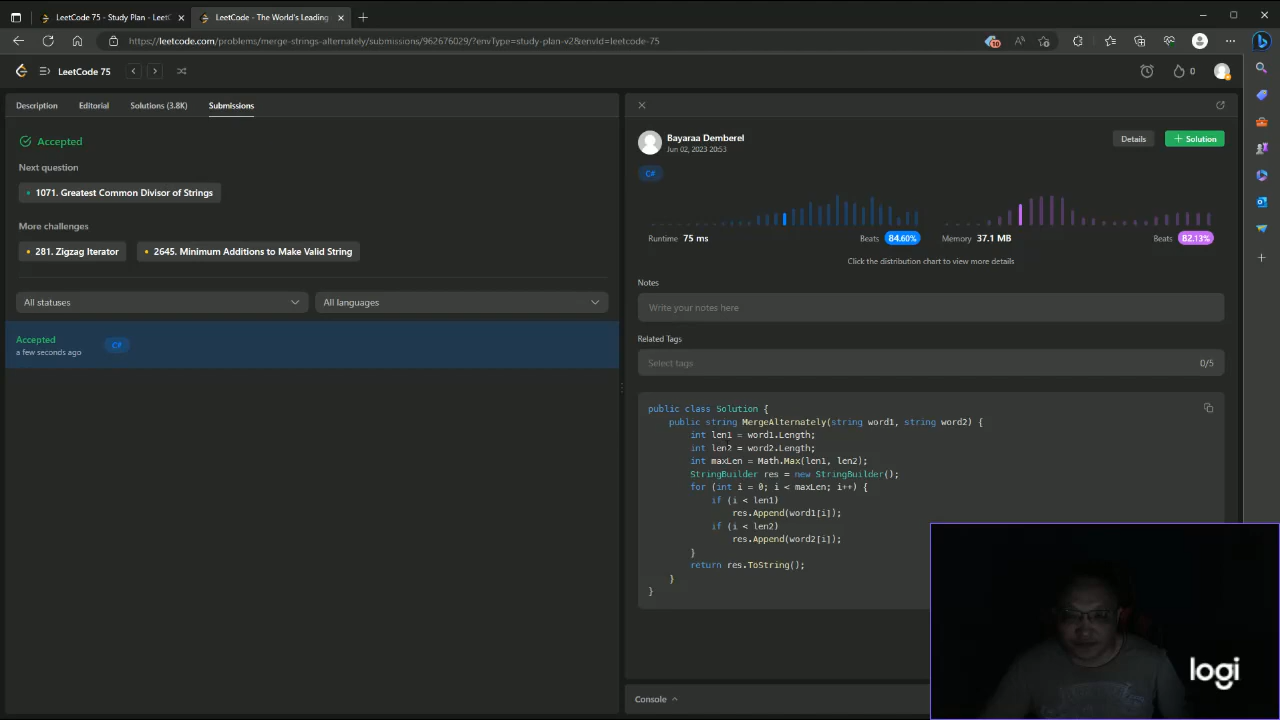 LeetCode 75 - Study Plan - LeetC
LeetCode - The World's Leading
https://leetcode.com/problems/merge-strings-alternately/submissions/962676029/?envType=study-plan-v2&envId=leetcode-75
LeetCode 75
0
Description
Editorial
Solutions (3.8K)
Submissions
Accepted
Next question
1071. Greatest Common Divisor of Strings
More challenges
281. Zigzag Iterator
2645. Minimum Additions to Make Valid String
All statuses
All languages
Accepted
a few seconds ago
C#
Bayaraa Demberel
Jun 02, 2023 20:53
Details
+ Solution
C#
Runtime 75 ms
Beats 84.60%
Memory 37.1 MB
Beats 82.13%
Click the distribution chart to view more details
Notes
Write your notes here
Related Tags
Select tags
0/5
public class Solution {
public string MergeAlternately(string word1, string word2) {
int len1 = word1.Length;
int len2 = word2.Length;
int maxLen = Math.Max(len1, len2);
StringBuilder res = new StringBuilder();
for (int i = 0; i < maxLen; i++) {
if (i < len1)
res.Append(word1[i]);
if (i < len2)
res.Append(word2[i]);
}
return res.ToString();
}
}
Console
logi